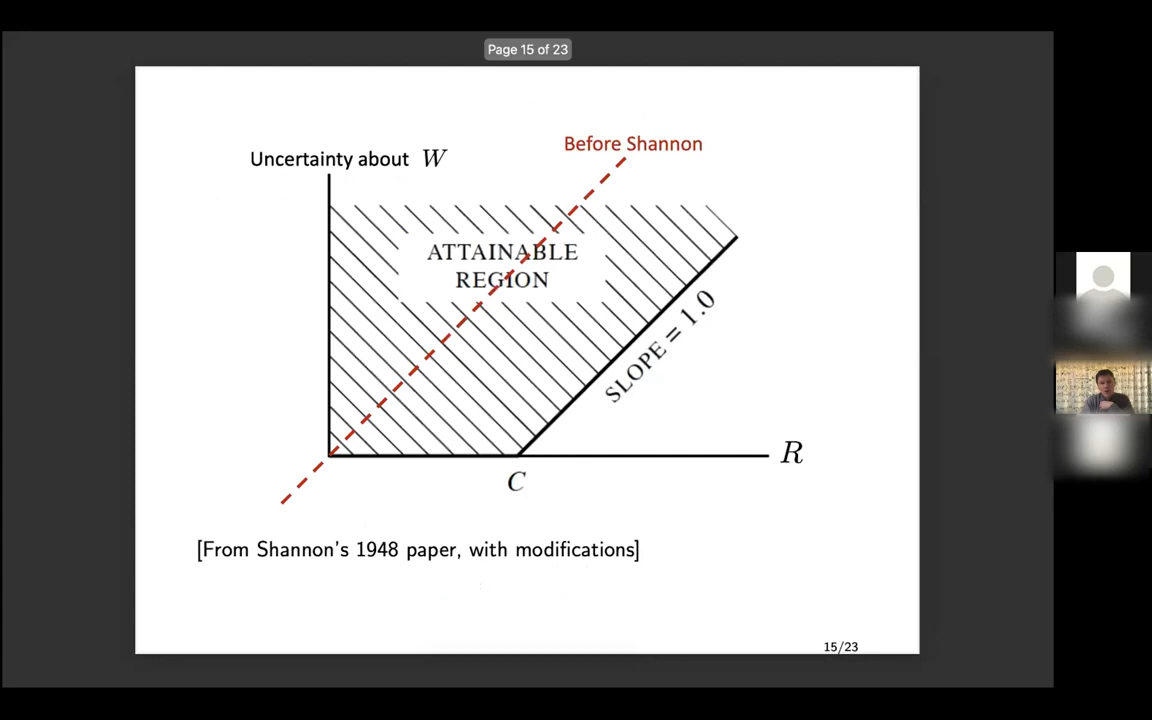 Page 15 of 23
Before Shannon
Uncertainty about W
ATTAINABLE
REGION
SLOPE = 1.0
R
C
[From Shannon's 1948 paper, with modifications]
15/23